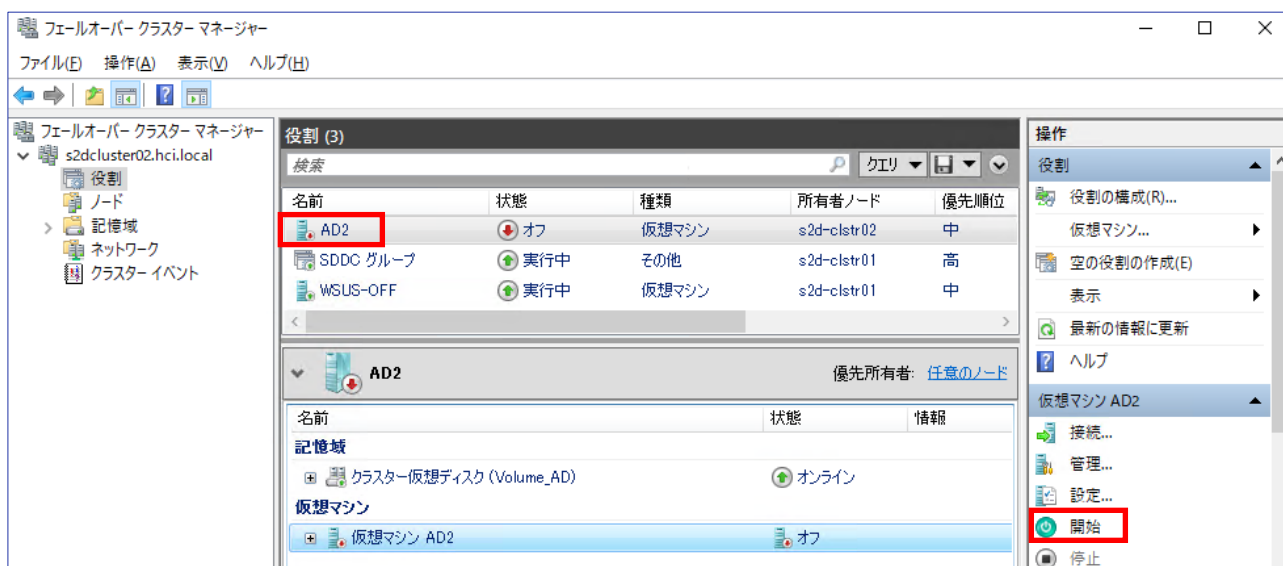 フェールオーバー クラスター マネージャー
ファイル(F) 操作(A) 表示(V) ヘルプ(H)
フェールオーバー クラスター マネージャー
s2dcluster02.hci.local
役割
ノード
記憶域
ネットワーク
クラスター イベント
役割 (3)
検索 クエリ
名前 状態 種類 所有者ノード 優先順位
AD2 オフ 仮想マシン s2d-clstr02 中
SDDC グループ 実行中 その他 s2d-clstr01 高
WSUS-OFF 実行中 仮想マシン s2d-clstr01 中
AD2 優先所有者: 任意のノード
名前 状態 情報
記憶域
クラスター仮想ディスク (Volume_AD) オンライン
仮想マシン
仮想マシン AD2 オフ
操作
役割
役割の構成(R)...
仮想マシン...
空の役割の作成(E)
表示
最新の情報に更新
ヘルプ
仮想マシン AD2
接続...
管理...
設定...
開始
停止